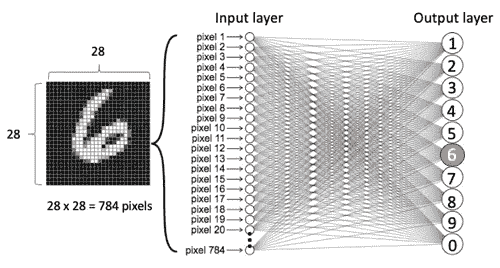 Input layer
Output layer
28
28
28 x 28 = 784 pixels
pixel 1
pixel 2
pixel 3
pixel 4
pixel 5
pixel 6
pixel 7
pixel 8
pixel 9
pixel 10
pixel 11
pixel 12
pixel 13
pixel 14
pixel 15
pixel 16
pixel 17
pixel 18
pixel 19
pixel 20
pixel 784
1
2
3
4
5
6
7
8
9
0
6